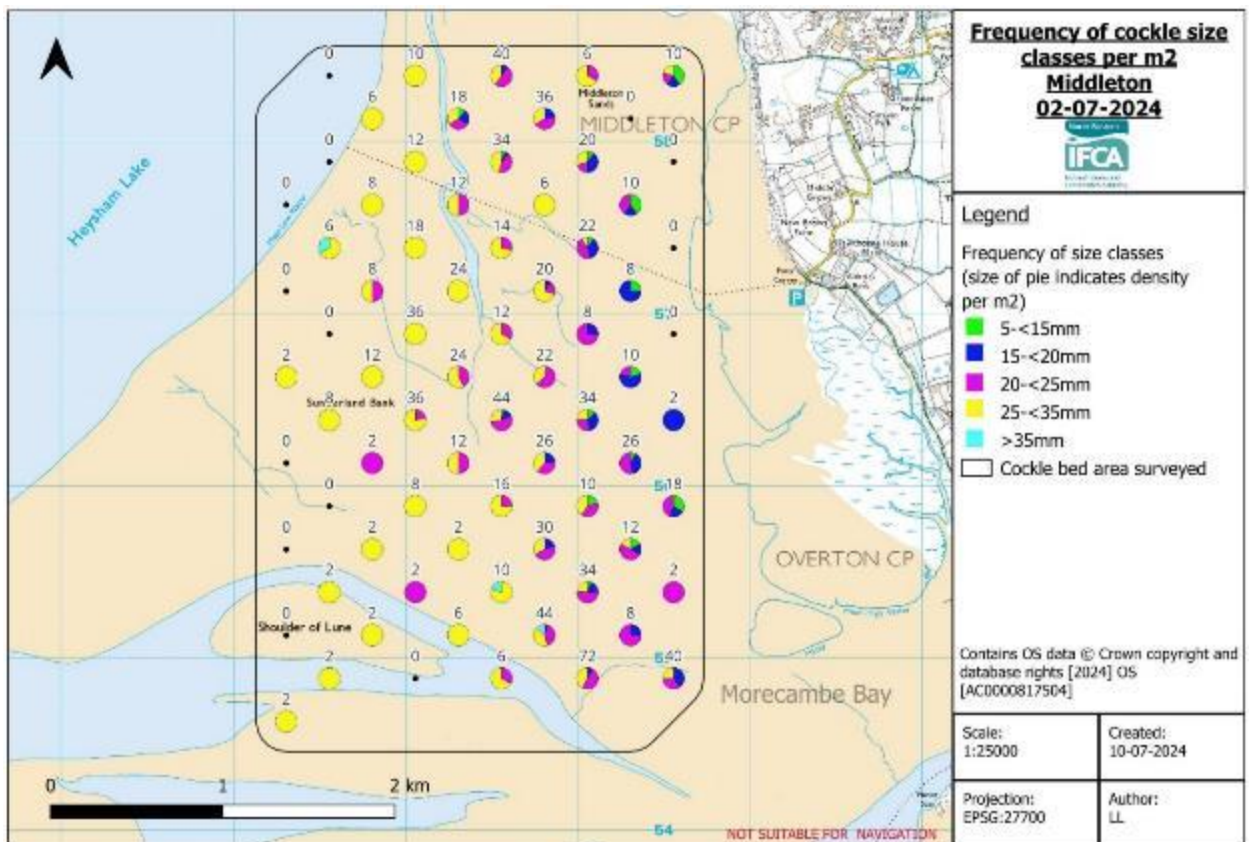 Frequency of cockle size
classes per m2
Middleton
02-07-2024
IFCA
Legend
Frequency of size classes
(size of pie indicates density
per m2)
5-<15mm
15-<20mm
20-<25mm
25-<35mm
>35mm
Cockle bed area surveyed
Contains OS data © Crown copyright and
database rights [2024] OS
[AC0000817504]
Scale:
1:25000
Created:
10-07-2024
Projection:
EPSG:27700
Author:
LL
0 10 40 6 10
Middleton
Sands
6 18 36 0
MIDDLETON CP
0 12 34 20 0
0 8 12 6 10
Heysham Lake
6 18 14 22 0
0 8 24 20 8
P
0 36 12 8 0
2 12 24 22 10
Bank
8 36 44 34 2
0 2 12 26 26
0 8 16 10 18
0 2 2 30 12
OVERTON CP
2 2 10 34 2
0 2 6 44 8
Shoulder of Lune
2 0 6 72 40
Morecambe Bay
2
0 1 2 km
54
NOT SUITABLE FOR NAVIGATION